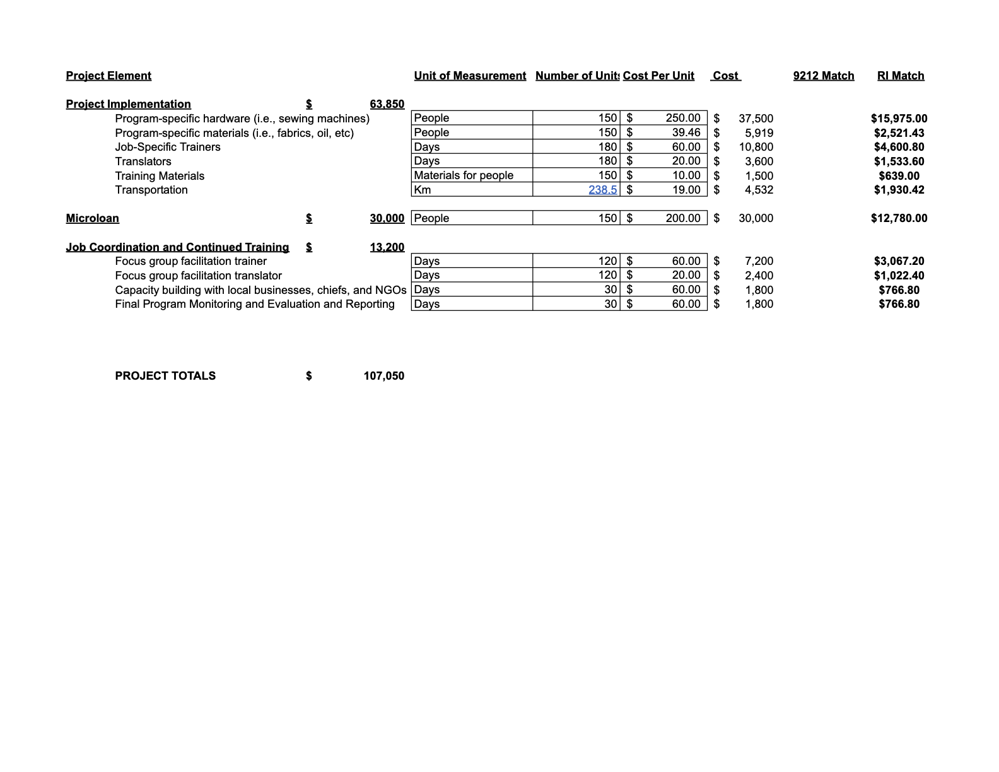 Project Element Unit of Measurement Number of Units Cost Per Unit Cost 9212 Match RI Match
Project Implementation $ 63,850
Program-specific hardware (i.e., sewing machines) People 150 $ 250.00 $ 37,500 $15,975.00
Program-specific materials (i.e., fabrics, oil, etc) People 150 $ 39.46 $ 5,919 $2,521.43
Job-Specific Trainers Days 180 $ 60.00 $ 10,800 $4,600.80
Translators Days 180 $ 20.00 $ 3,600 $1,533.60
Training Materials Materials for people 150 $ 10.00 $ 1,500 $639.00
Transportation Km 238.5 $ 19.00 $ 4,532 $1,930.42
Microloan $ 30,000 People 150 $ 200.00 $ 30,000 $12,780.00
Job Coordination and Continued Training $ 13,200
Focus group facilitation trainer Days 120 $ 60.00 $ 7,200 $3,067.20
Focus group facilitation translator Days 120 $ 20.00 $ 2,400 $1,022.40
Capacity building with local businesses, chiefs, and NGOs Days 30 $ 60.00 $ 1,800 $766.80
Final Program Monitoring and Evaluation and Reporting Days 30 $ 60.00 $ 1,800 $766.80
PROJECT TOTALS $ 107,050